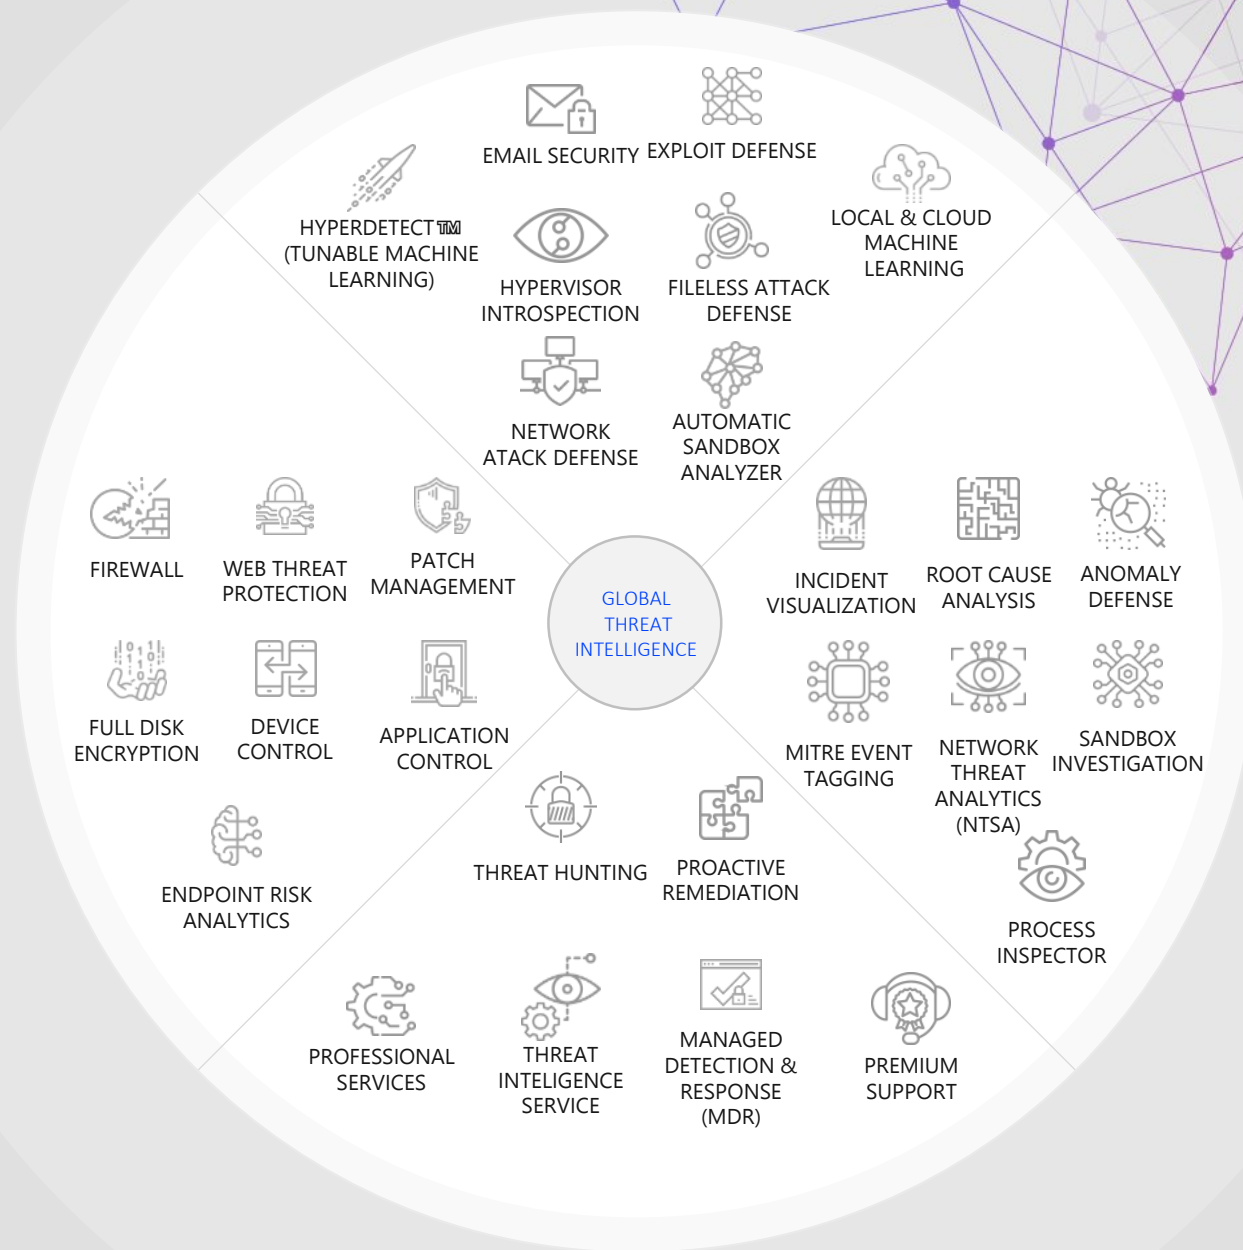 EMAIL SECURITY
EXPLOIT DEFENSE
HYPERDETECT™
(TUNABLE MACHINE
LEARNING)
HYPERVISOR
INTROSPECTION
FILELESS ATTACK
DEFENSE
LOCAL & CLOUD
MACHINE
LEARNING
NETWORK
ATACK DEFENSE
AUTOMATIC
SANDBOX
ANALYZER
FIREWALL
WEB THREAT
PROTECTION
PATCH
MANAGEMENT
FULL DISK
ENCRYPTION
DEVICE
CONTROL
APPLICATION
CONTROL
ENDPOINT RISK
ANALYTICS
GLOBAL
THREAT
INTELLIGENCE
INCIDENT
VISUALIZATION
ROOT CAUSE
ANALYSIS
ANOMALY
DEFENSE
MITRE EVENT
TAGGING
NETWORK
THREAT
ANALYTICS
(NTSA)
SANDBOX
INVESTIGATION
PROCESS
INSPECTOR
THREAT HUNTING
PROACTIVE
REMEDIATION
PROFESSIONAL
SERVICES
THREAT
INTELIGENCE
SERVICE
MANAGED
DETECTION &
RESPONSE
(MDR)
PREMIUM
SUPPORT